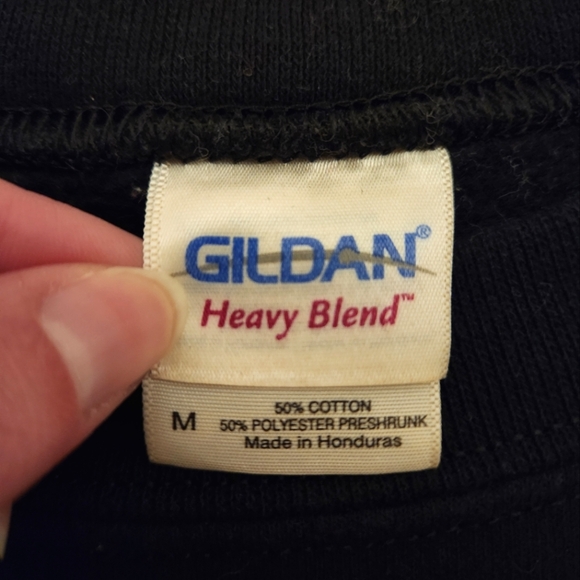 GILDAN®
Heavy Blend™
M
50% COTTON
50% POLYESTER PRESHRUNK
Made in Honduras